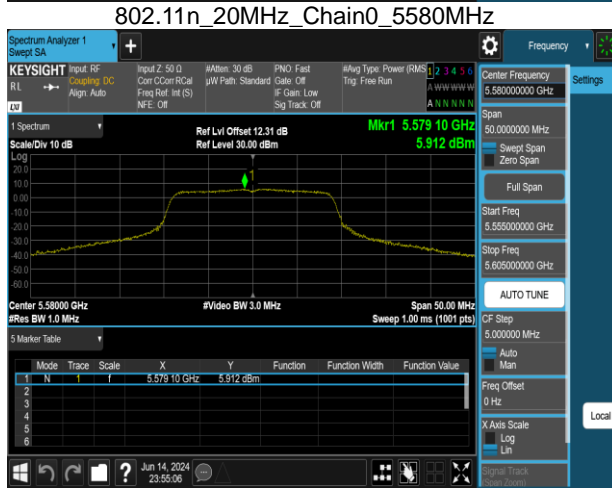 802.11n_20MHz_Chain0_5580MHz
Spectrum Analyzer 1
Swept SA
+
Frequency
KEYSIGHT
RL
LXI
Input: RF
Coupling: DC
Align: Auto
Input Z: 50 Ω
Corr CCorr RCal
Freq Ref: Int (S)
NFE: Off
#Atten: 30 dB
µW Path: Standard
PNO: Fast
Gate: Off
IF Gain: Low
Sig Track: Off
#Avg Type: Power (RMS
Trig: Free Run
1 2 3 4 5 6
A W W W W W
A N N N N N
1 Spectrum
Scale/Div 10 dB
Log
Ref Lvl Offset 12.31 dB
Ref Level 30.00 dBm
Mkr1 5.579 10 GHz
5.912 dBm
1
20.0
10.0
0.00
-10.0
-20.0
-30.0
-40.0
-50.0
-60.0
Center 5.58000 GHz
#Res BW 1.0 MHz
#Video BW 3.0 MHz
Span 50.00 MHz
Sweep 1.00 ms (1001 pts)
5 Marker Table
Mode Trace Scale X Y Function Function Width Function Value
1 N 1 f 5.579 10 GHz 5.912 dBm
2
3
4
5
6
Jun 14, 2024
23:55:06
?
Center Frequency
5.580000000 GHz
Settings
Span
50.0000000 MHz
Swept Span
Zero Span
Full Span
Start Freq
5.555000000 GHz
Stop Freq
5.605000000 GHz
AUTO TUNE
CF Step
5.000000 MHz
Auto
Man
Freq Offset
0 Hz
Local
X Axis Scale
Log
Lin
Signal Track
(Span Zoom)